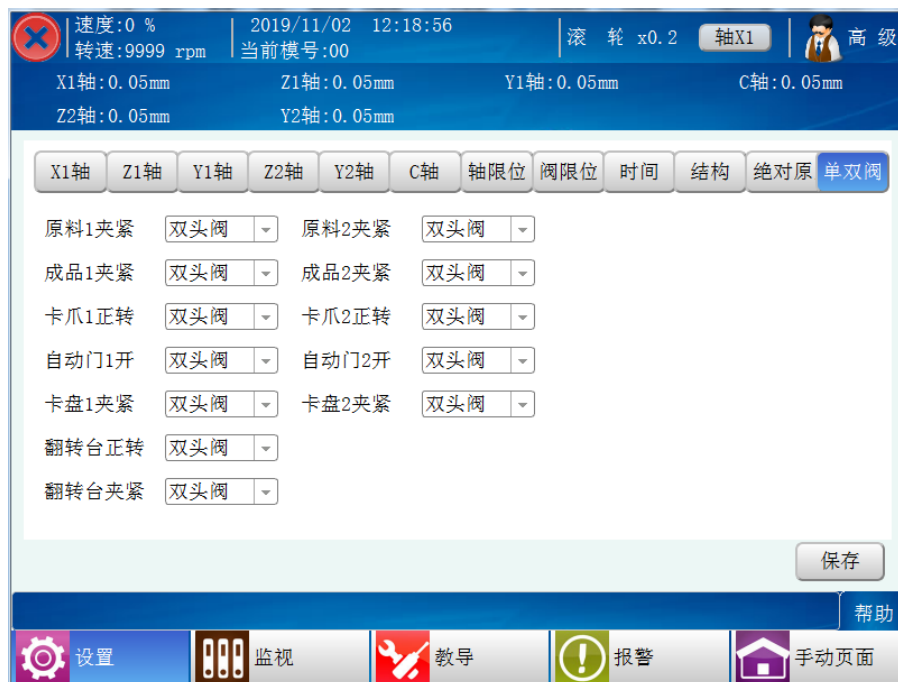 速度:0 % 2019/11/02 12:18:56
转速:9999 rpm 当前模号:00 滚 轮 x0.2 轴X1 高 级
X1轴:0.05mm Z1轴:0.05mm Y1轴:0.05mm C轴:0.05mm
Z2轴:0.05mm Y2轴:0.05mm
X1轴 Z1轴 Y1轴 Z2轴 Y2轴 C轴 轴限位 阀限位 时间 结构 绝对原 单双阀
原料1夹紧 双头阀 原料2夹紧 双头阀
成品1夹紧 双头阀 成品2夹紧 双头阀
卡爪1正转 双头阀 卡爪2正转 双头阀
自动门1开 双头阀 自动门2开 双头阀
卡盘1夹紧 双头阀 卡盘2夹紧 双头阀
翻转台正转 双头阀
翻转台夹紧 双头阀
保存
帮助
设置 监视 教导 报警 手动页面